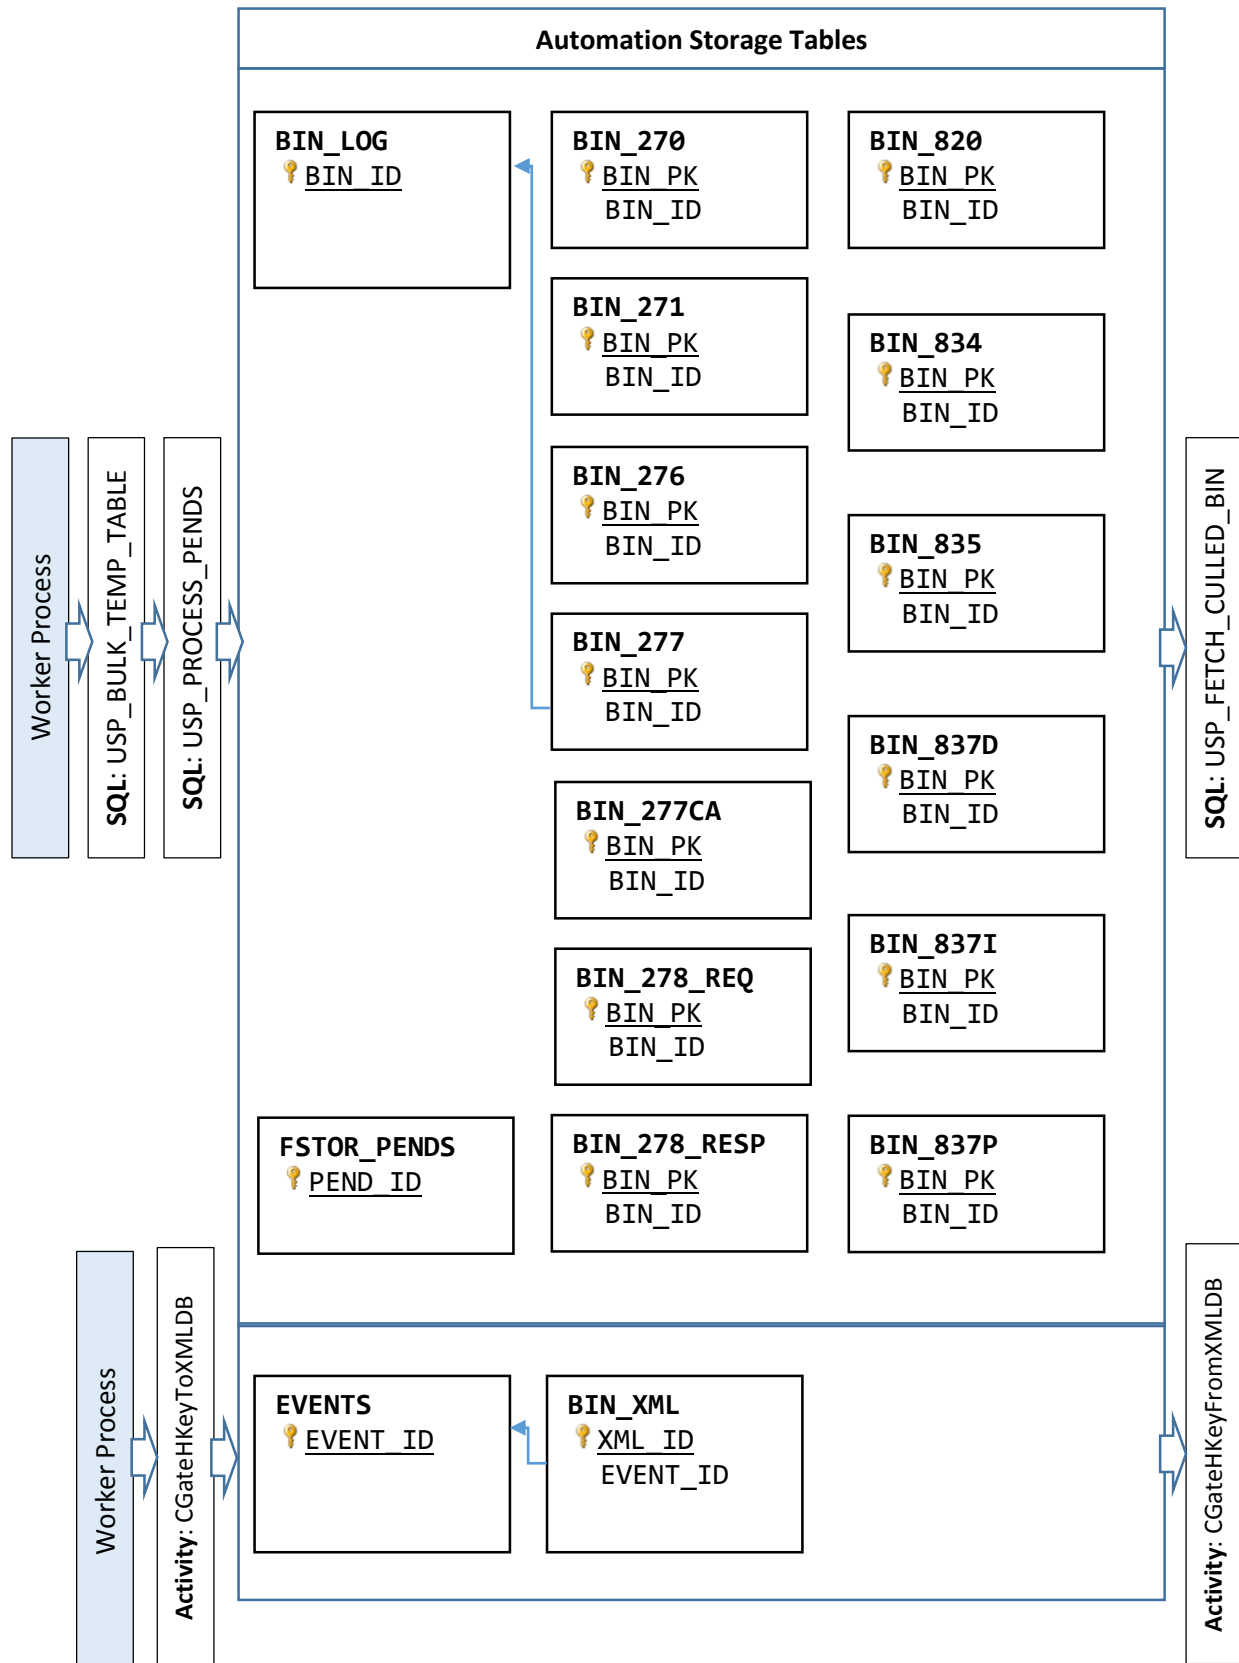 Automation Storage Tables
BIN_LOG
BIN_ID
BIN_270
BIN_PK
BIN_ID
BIN_271
BIN_PK
BIN_ID
BIN_276
BIN_PK
BIN_ID
BIN_277
BIN_PK
BIN_ID
BIN_277CA
BIN_PK
BIN_ID
BIN_278_REQ
BIN_PK
BIN_ID
BIN_278_RESP
BIN_PK
BIN_ID
BIN_820
BIN_PK
BIN_ID
BIN_834
BIN_PK
BIN_ID
BIN_835
BIN_PK
BIN_ID
BIN_837D
BIN_PK
BIN_ID
BIN_837I
BIN_PK
BIN_ID
BIN_837P
BIN_PK
BIN_ID
FSTOR_PENDS
PEND_ID
Worker Process
SQL: USP_BULK_TEMP_TABLE
SQL: USP_PROCESS_PENDS
SQL: USP_FETCH_CULLED_BIN
EVENTS
EVENT_ID
BIN_XML
XML_ID
EVENT_ID
Worker Process
Activity: CGateHKeyToXMLDB
Activity: CGateHKeyFromXMLDB